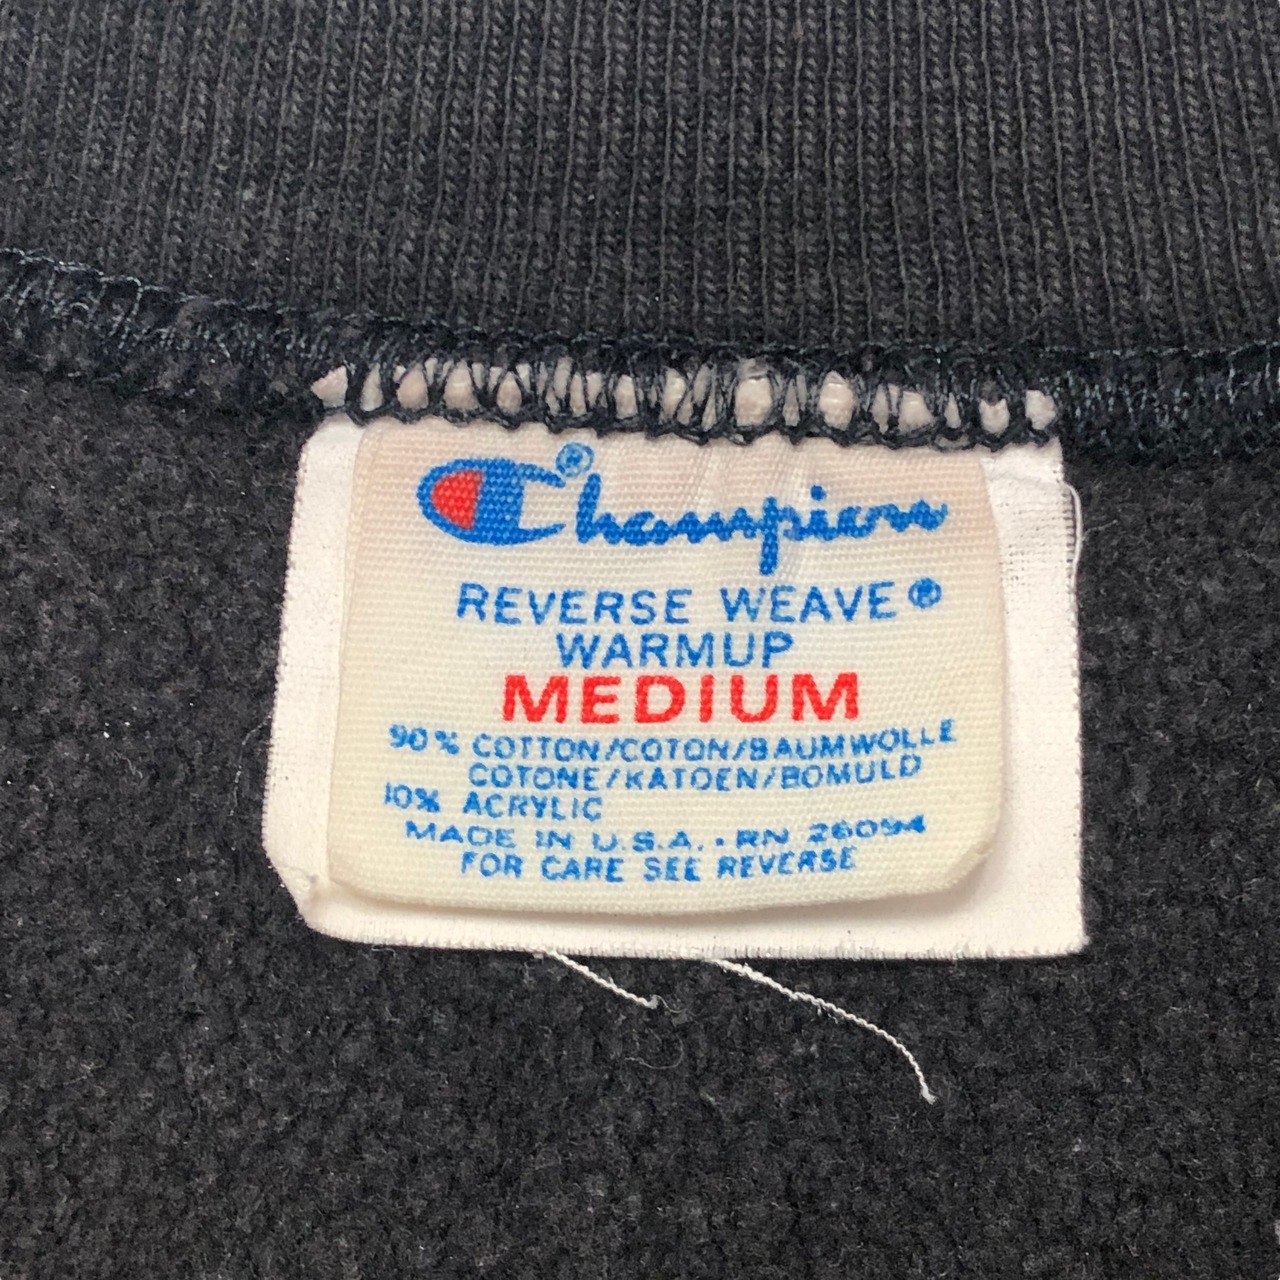 Champion®
REVERSE WEAVE®
WARMUP
MEDIUM
90% COTTON/COTON/BAUMWOLLE
COTONE/KATOEN/BOMULD
10% ACRYLIC
MADE IN U.S.A. • RN 26094
FOR CARE SEE REVERSE